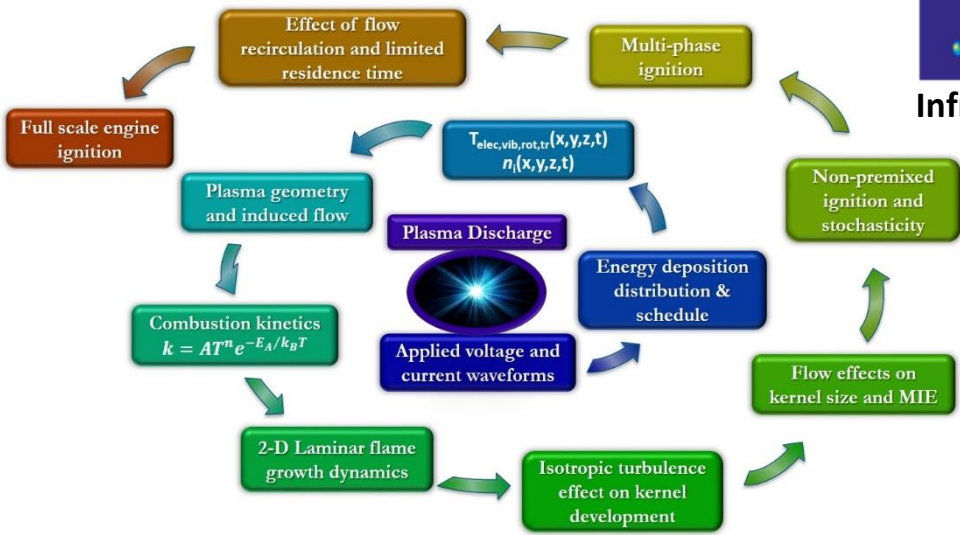 Effect of flow
recirculation and limited
residence time
Multi-phase
ignition
Full scale engine
ignition
T_elec,vib,rot,tr(x,y,z,t)
n_i(x,y,z,t)
Plasma geometry
and induced flow
Non-premixed
ignition and
stochasticity
Plasma Discharge
Energy deposition
distribution &
schedule
Combustion kinetics
k = AT^n e^{-E_A/k_B T}
Applied voltage and
current waveforms
Flow effects on
kernel size and MIE
2-D Laminar flame
growth dynamics
Isotropic turbulence
effect on kernel
development